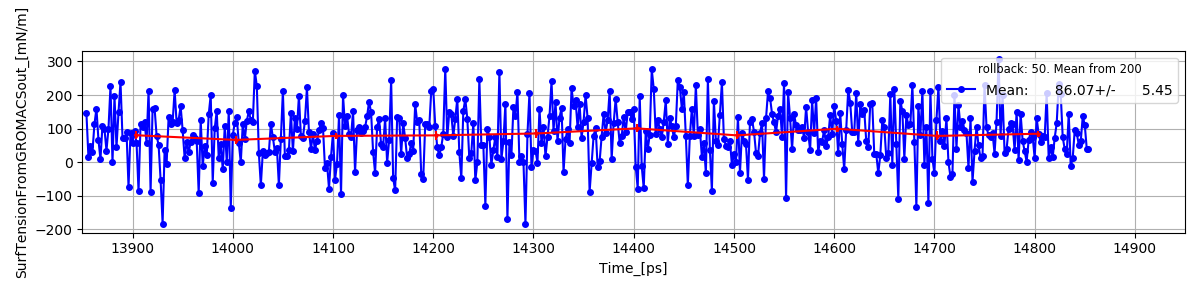 SurfTensionFromGROMACSout_[mN/m]
300
200
100
0
−100
−200
rollback: 50. Mean from 200
Mean: 86.07+/- 5.45
13900 14000 14100 14200 14300 14400 14500 14600 14700 14800 14900
Time_[ps]